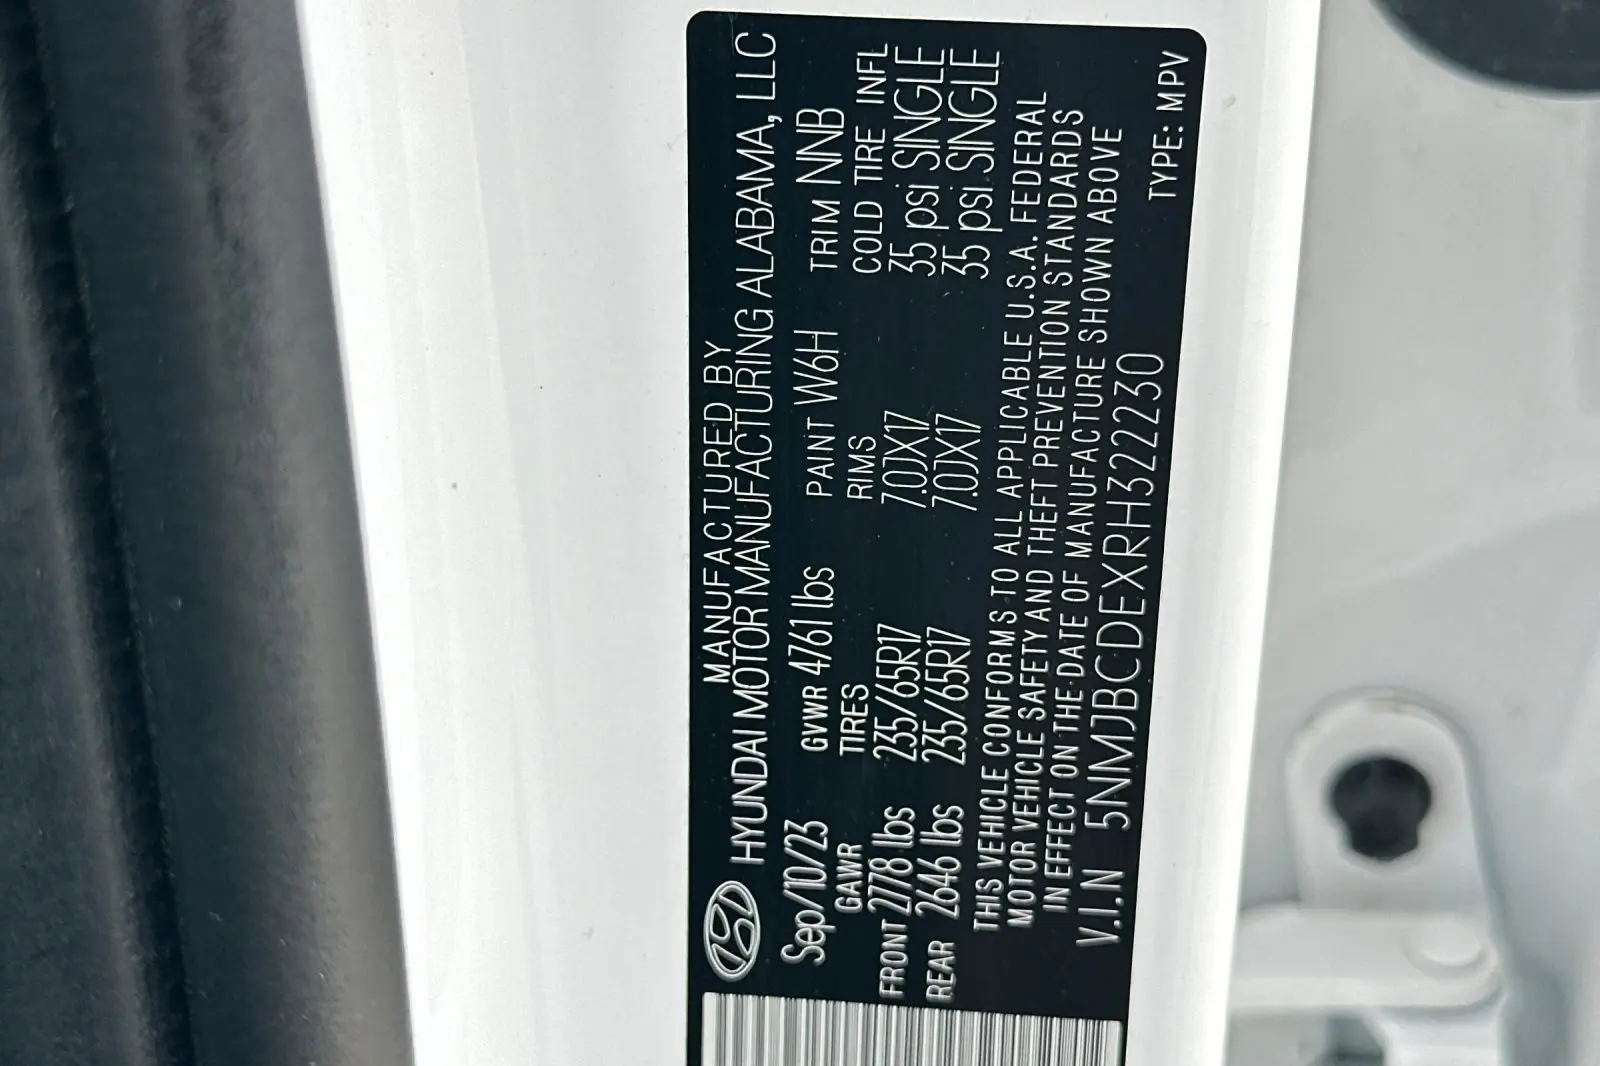 MANUFACTURED BY
HYUNDAI MOTOR MANUFACTURING ALABAMA, LLC
Sep/10/23 GVWR 4761 lbs PAINT W6H TRIM NNB
GAWR TIRES RIMS COLD TIRE INFL
FRONT 2778 lbs 235/65R17 7.0JX17 35 psi SINGLE
REAR 2646 lbs 235/65R17 7.0JX17 35 psi SINGLE
THIS VEHICLE CONFORMS TO ALL APPLICABLE U.S.A. FEDERAL
MOTOR VEHICLE SAFETY AND THEFT PREVENTION STANDARDS
IN EFFECT ON THE DATE OF MANUFACTURE SHOWN ABOVE
V.I.N 5NMJBCDEXRH322230
TYPE: MPV